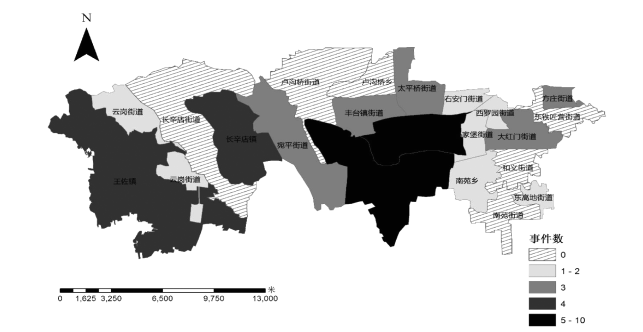 N
卢沟桥街道
卢沟桥乡
太平桥街道
右安门街道
方庄街道
云岗街道
长辛店街道
丰台镇街道
西罗园街道
东铁匠营街道
长辛店镇
宛平街道
家堡街道
大红门街道
王佐镇
云岗街道
南苑乡
和义街道
东高地街道
南苑街道
事件数
0
1 - 2
3
4
5 - 10
米
0 1,625 3,250 6,500 9,750 13,000